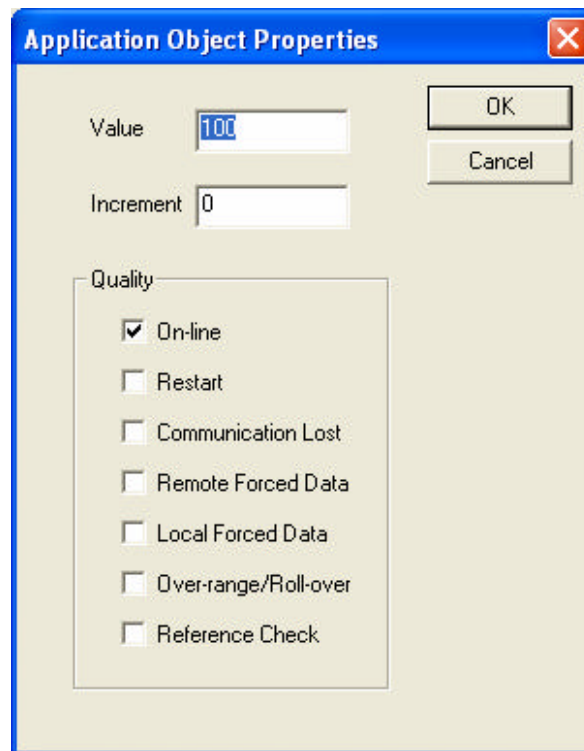 Application Object Properties
Value 100
OK
Cancel
Increment 0
Quality
On-line
Restart
Communication Lost
Remote Forced Data
Local Forced Data
Over-range/Roll-over
Reference Check